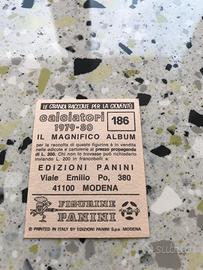 LE GRANDI RACCOLTE PER LA GIOVENTÙ
calciatori
1979-80
186
IL MAGNIFICO ALBUM
per la raccolta di queste figurine è in vendita
nelle edicole e cartolerie al prezzo propaganda
di L. 200. Chi non lo trovasse può richiederlo
inviando L. 200 in francobolli a:
EDIZIONI PANINI
Viale Emilio Po, 380
41100 MODENA
FIGURINE
PANINI
PRINTED IN ITALY BY EDIZIONI PANINI S.p.A. MODENA